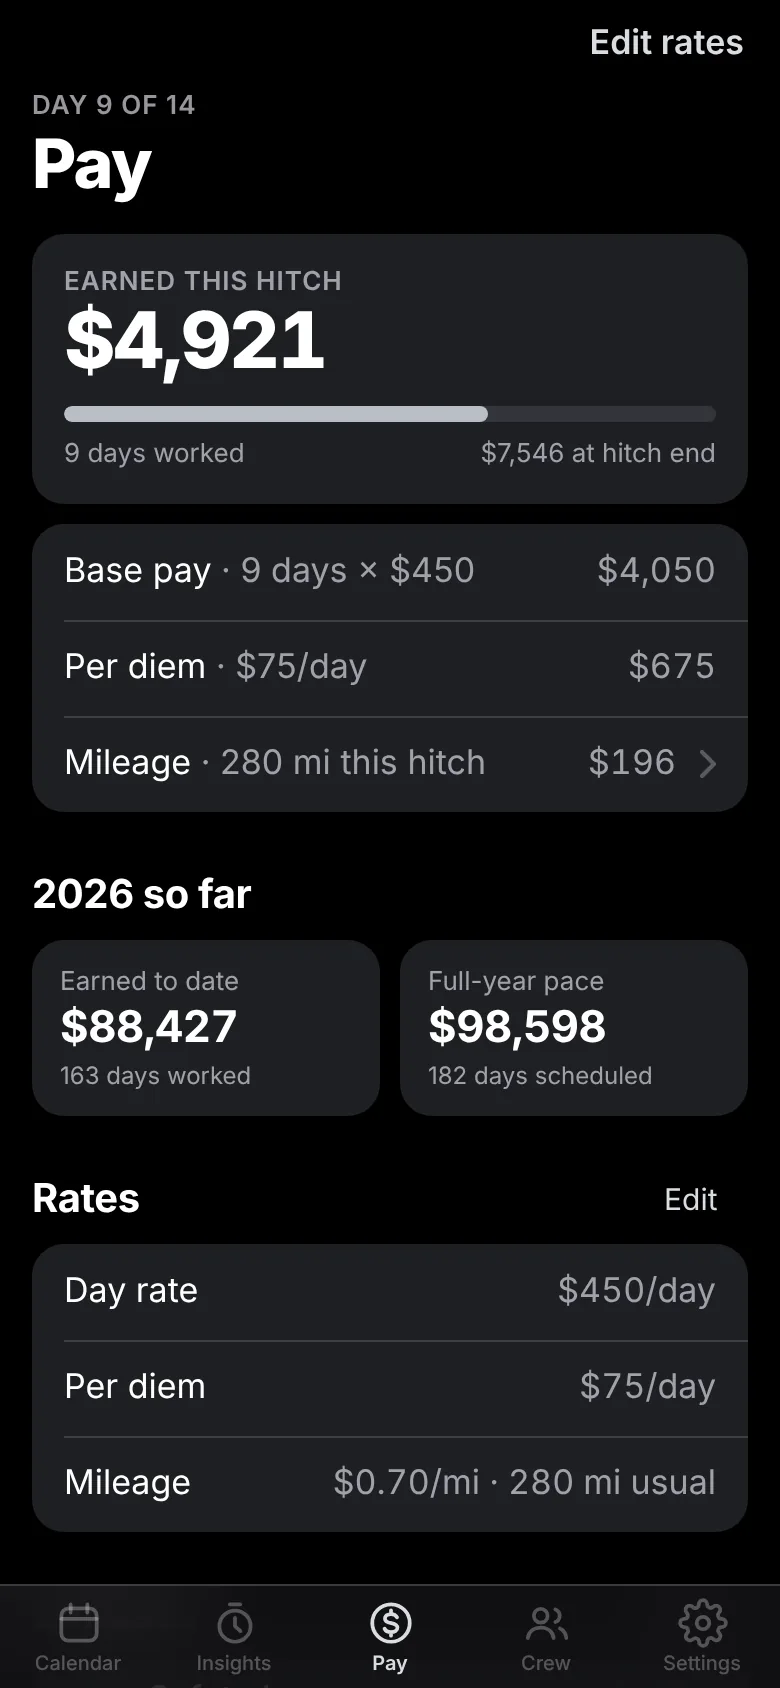 Edit rates
DAY 9 OF 14
Pay
EARNED THIS HITCH
$4,921
9 days worked
$7,546 at hitch end
Base pay · 9 days × $450
$4,050
Per diem · $75/day
$675
Mileage · 280 mi this hitch
$196
2026 so far
Earned to date
$88,427
163 days worked
Full-year pace
$98,598
182 days scheduled
Rates
Edit
Day rate
$450/day
Per diem
$75/day
Mileage
$0.70/mi · 280 mi usual
Calendar
Insights
Pay
Crew
Settings